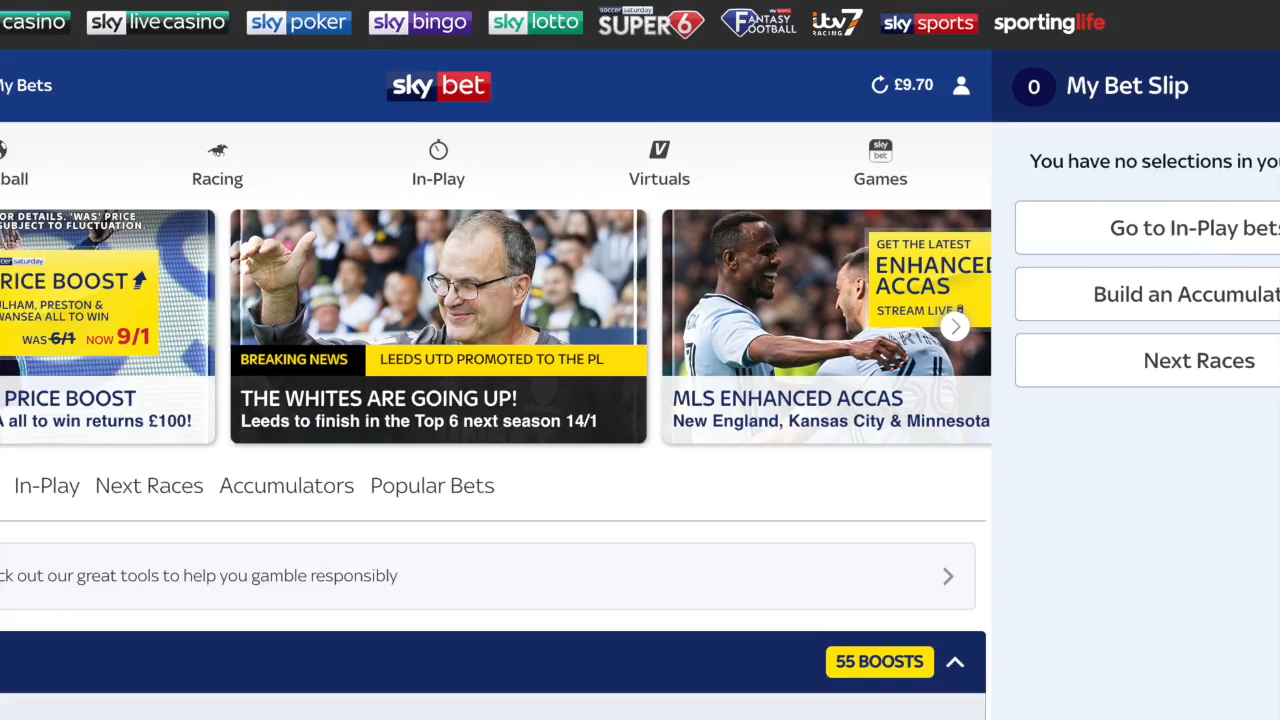 casino
sky live casino
sky poker
sky bingo
sky lotto
soccer saturday
SUPER 6
sky sports
FANTASY
FOOTBALL
itv7
RACING
sky sports
sportinglife
My Bets
sky bet
£9.70
0
My Bet Slip
ball
Racing
In-Play
V
Virtuals
sky
bet
Games
You have no selections in yo
Go to In-Play bets
Build an Accumulat
Next Races
OR DETAILS. 'WAS' PRICE
SUBJECT TO FLUCTUATION.
cer saturday
RICE BOOST
ULHAM, PRESTON &
WANSEA ALL TO WIN
WAS 6/1 NOW 9/1
PRICE BOOST
A all to win returns £100!
BREAKING NEWS
LEEDS UTD PROMOTED TO THE PL
THE WHITES ARE GOING UP!
Leeds to finish in the Top 6 next season 14/1
GET THE LATEST
ENHANCED
ACCAS
STREAM LIVE
MLS ENHANCED ACCAS
New England, Kansas City & Minnesota
In-Play
Next Races
Accumulators
Popular Bets
ck out our great tools to help you gamble responsibly
55 BOOSTS